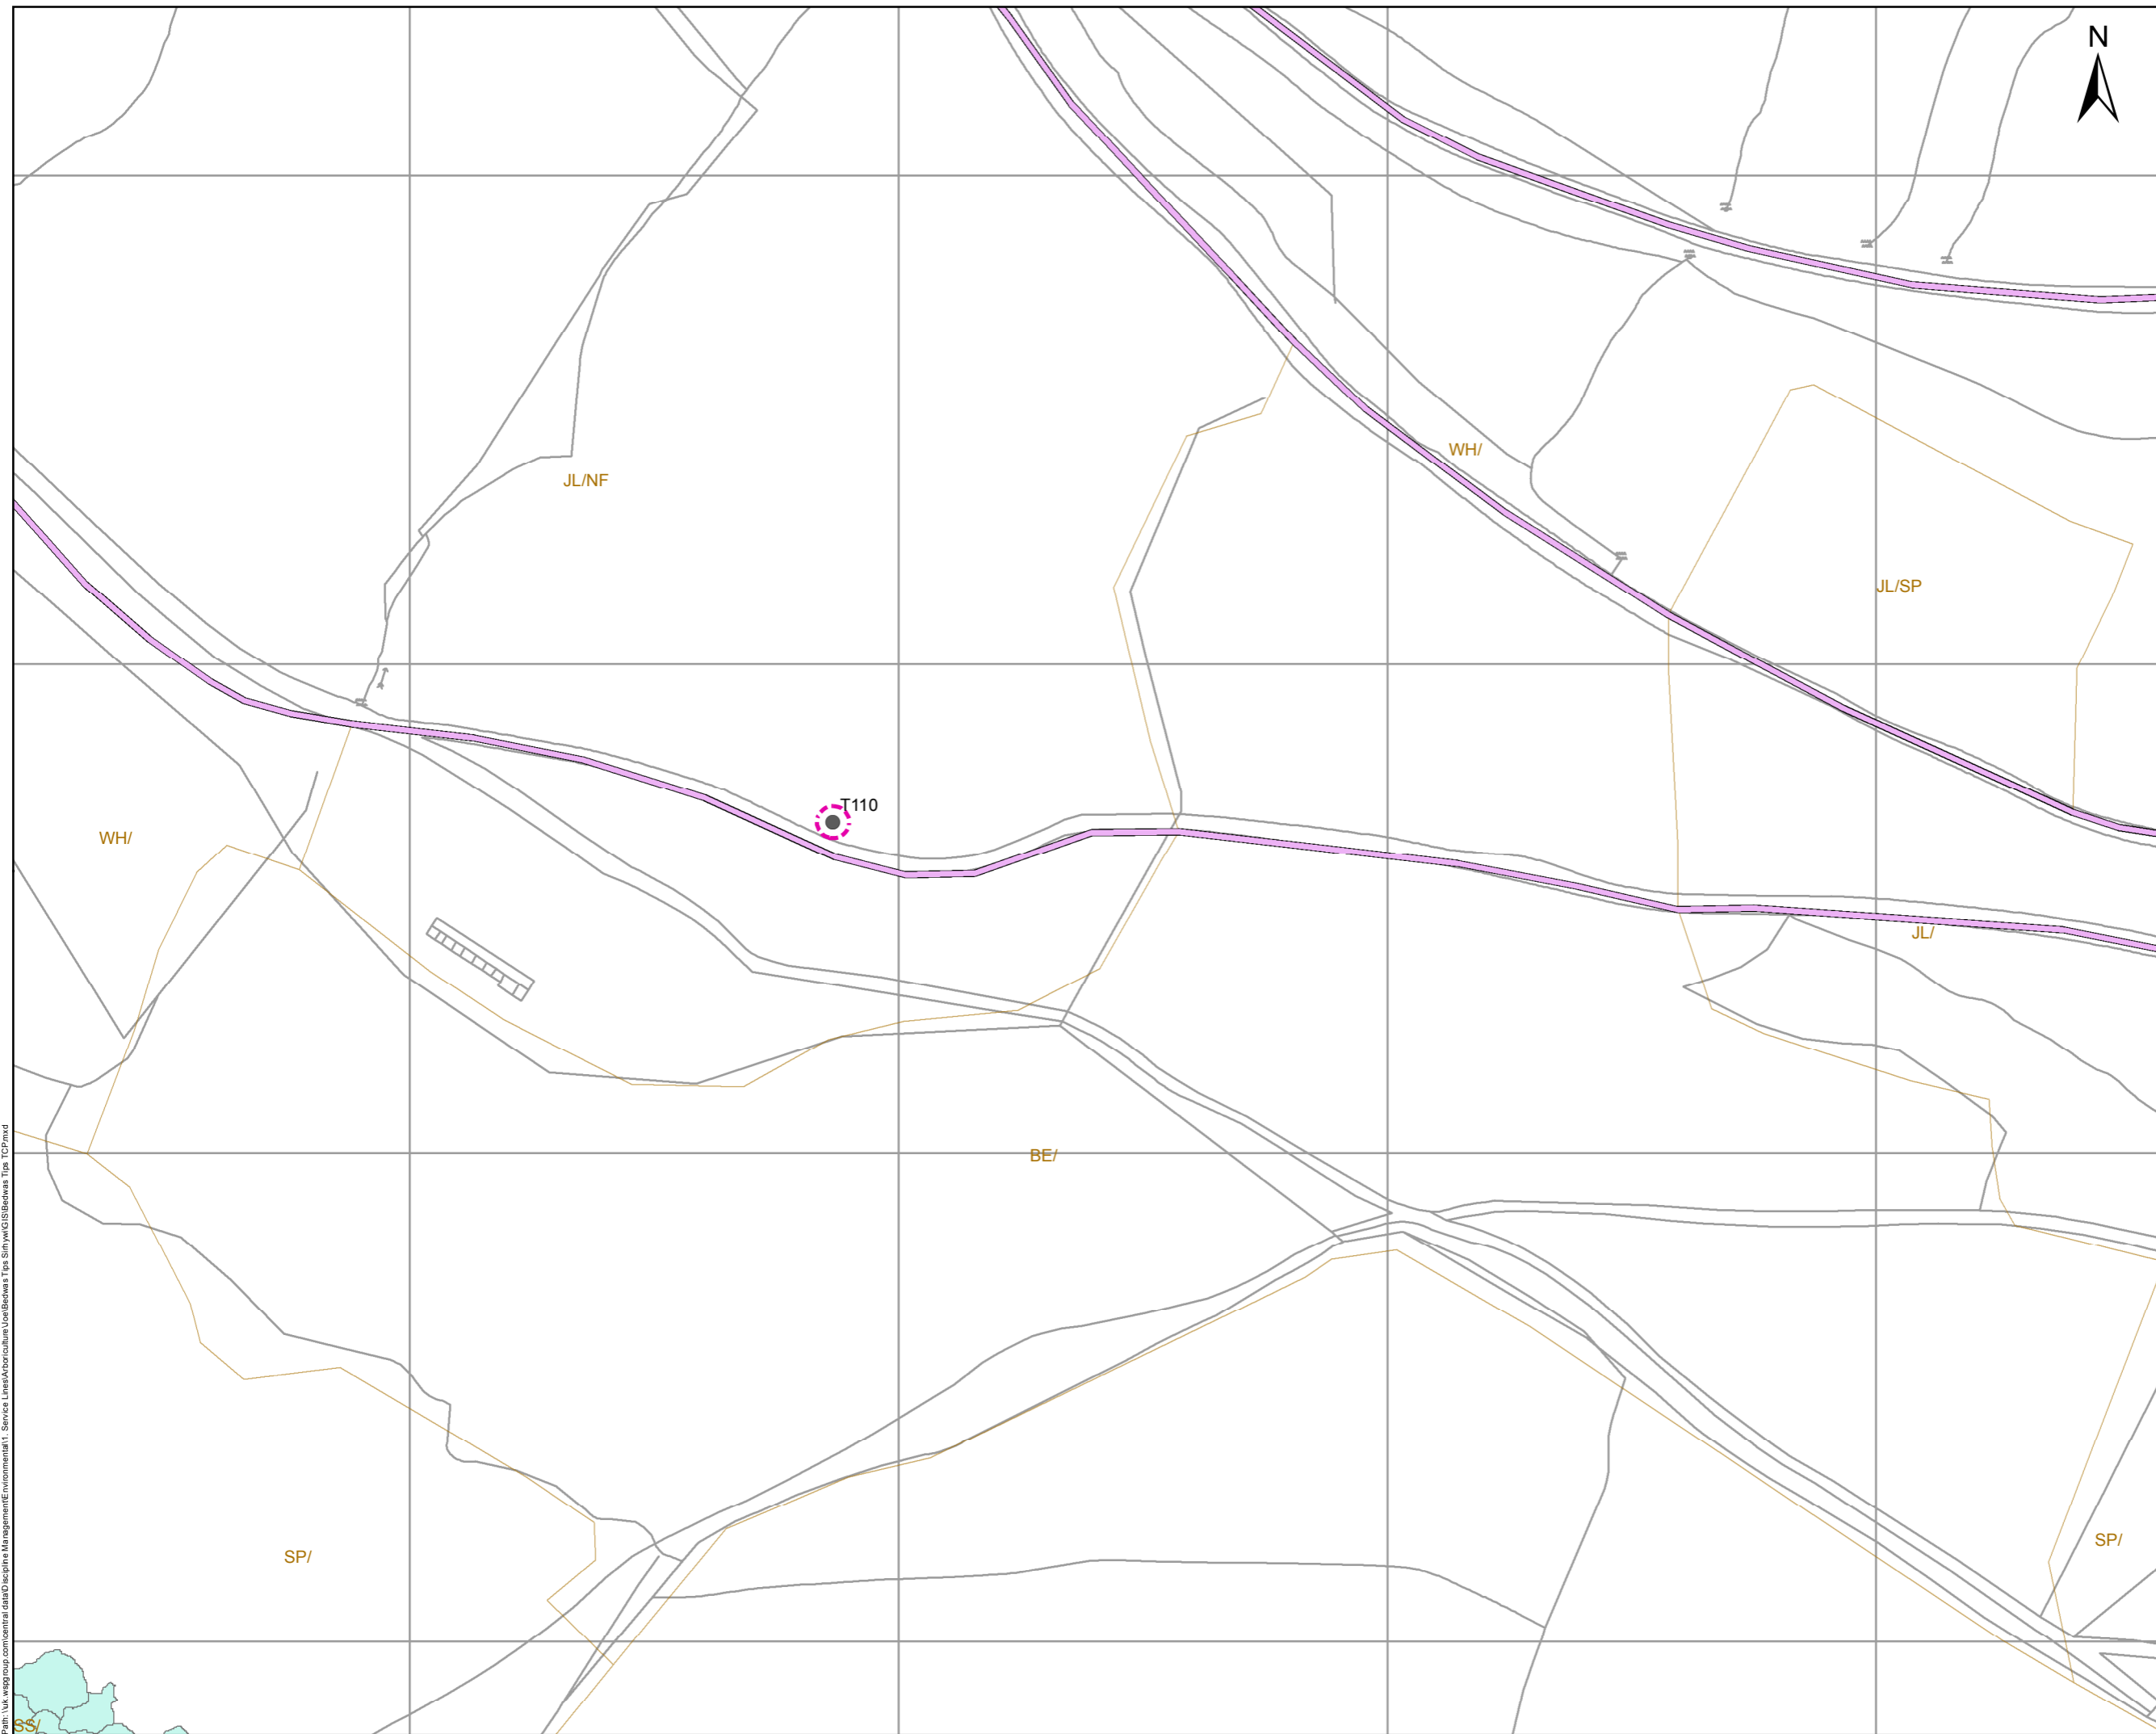 N
WH/
JL/NF
JL/SP
T110
WH/
JL/
BE/
SP/
SP/
SS/
Path: \\uk.wspgroup.com\central data\Discipline Management\Environmental\1. Service Lines\Arboriculture\Joe\Bedwas Tips Sirhywi\GIS\Bedwas Tips TCP.mxd